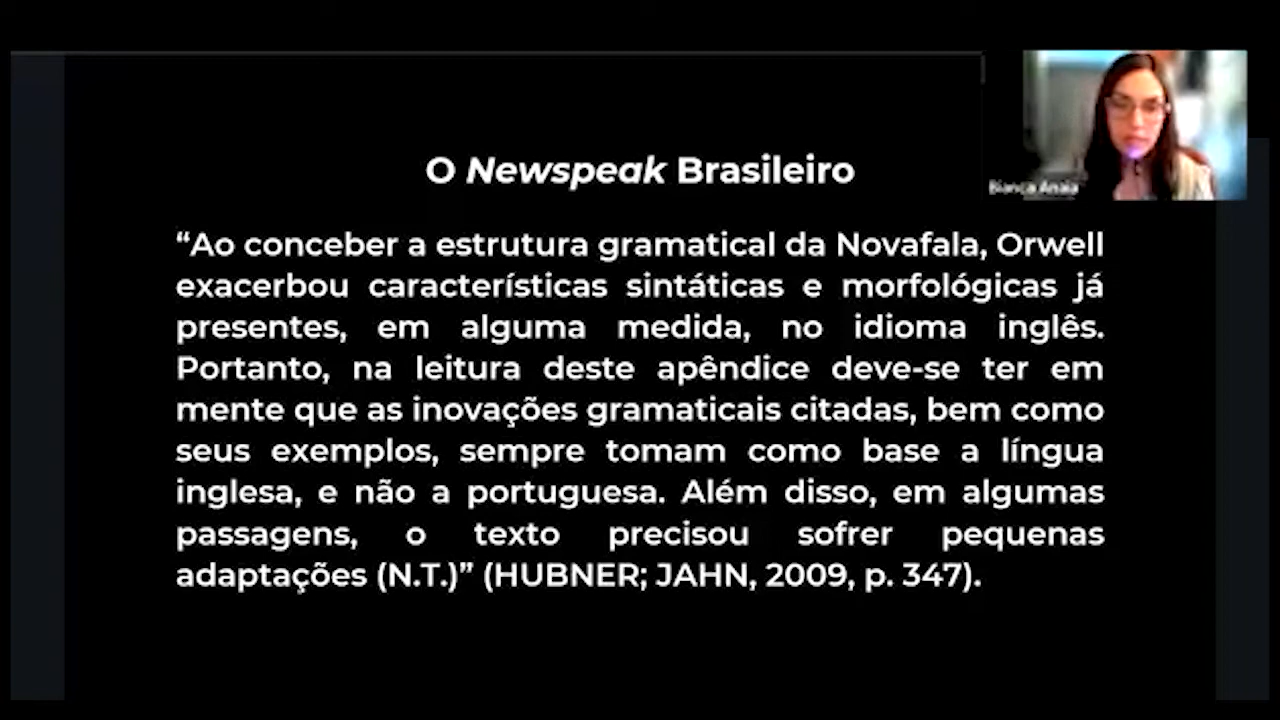 O Newspeak Brasileiro
Bianca Anaia
“Ao conceber a estrutura gramatical da Novafala, Orwell
exacerbou características sintáticas e morfológicas já
presentes, em alguma medida, no idioma inglês.
Portanto, na leitura deste apêndice deve-se ter em
mente que as inovações gramaticais citadas, bem como
seus exemplos, sempre tomam como base a língua
inglesa, e não a portuguesa. Além disso, em algumas
passagens, o texto precisou sofrer pequenas
adaptações (N.T.)” (HUBNER; JAHN, 2009, p. 347).